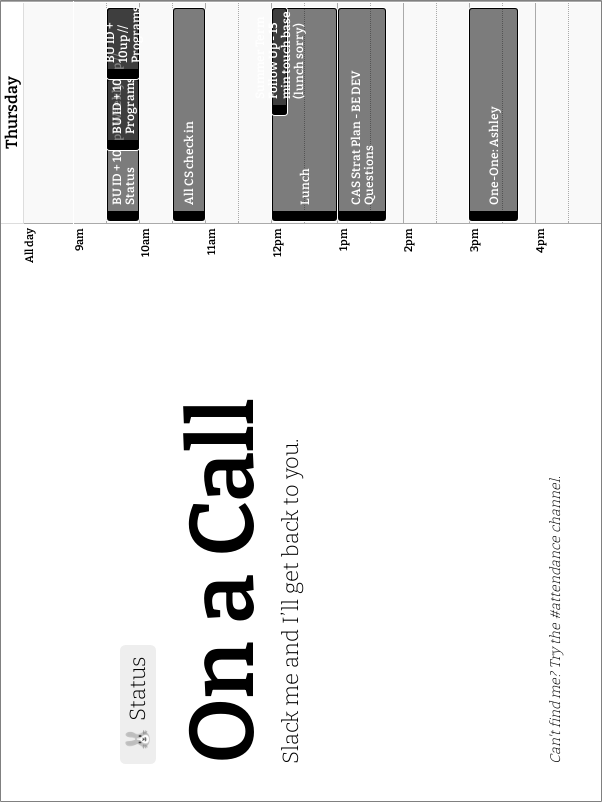 Status
On a Call
Slack me and I'll get back to you.
Can't find me? Try the #attendance channel.
Thursday
All day
9am
10am
11am
12pm
1pm
2pm
3pm
4pm
BU ID + 10
Status
BU ID + 10
Programs
BU ID +
10up //
Programs
All CS check in
Follow Up - 15
min touch base
(lunch sorry)
Lunch
CAS Strat Plan - BE DEV
Questions
One-One: Ashley